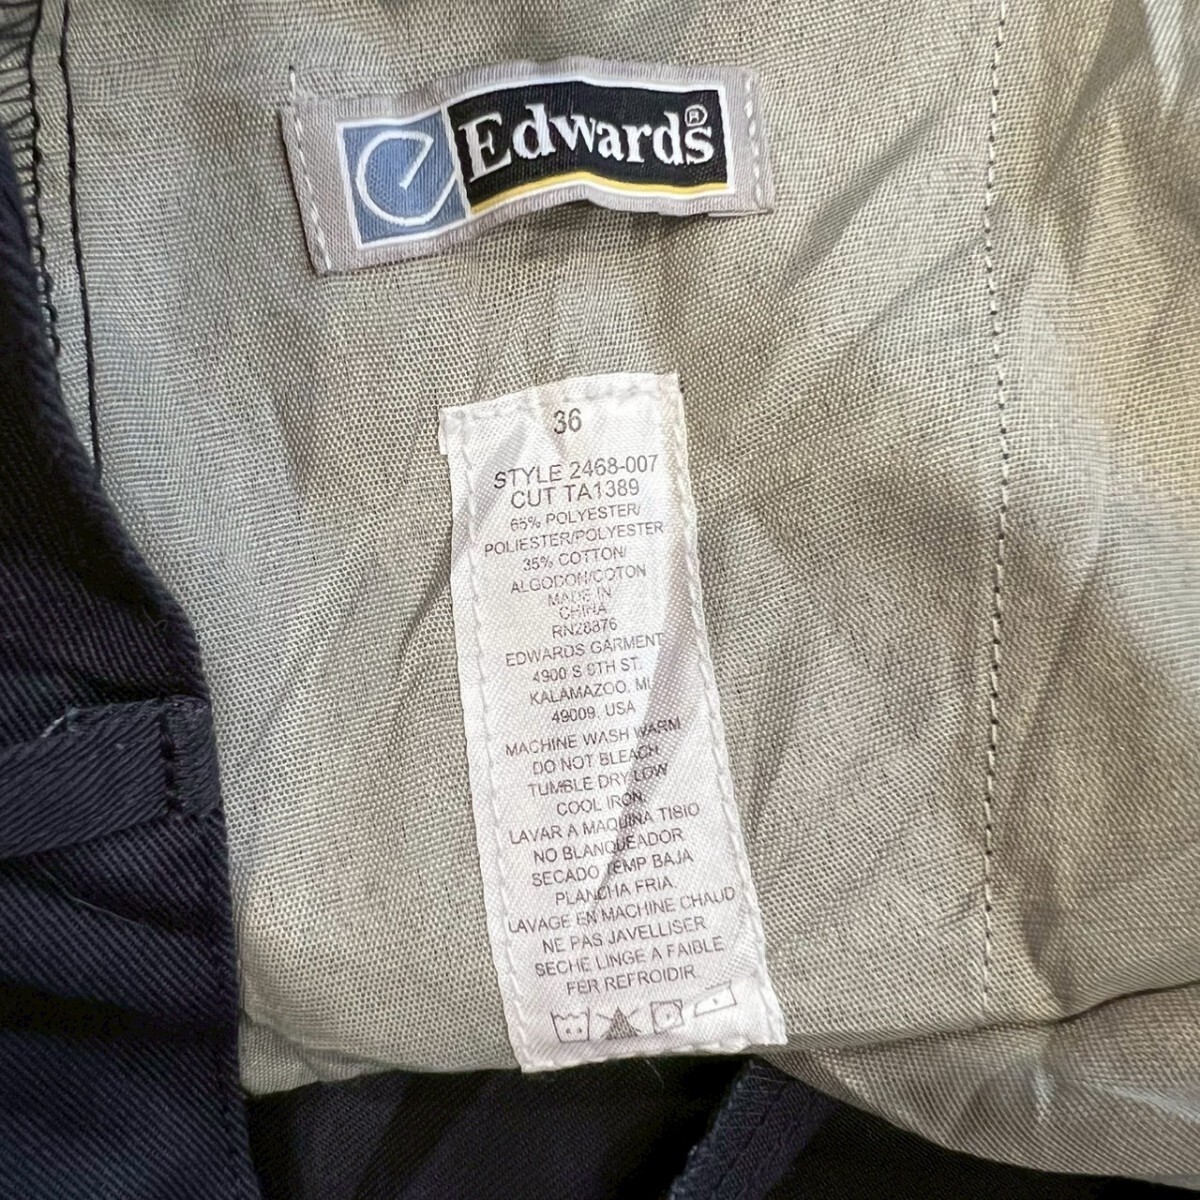 e Edwards®
36
STYLE 2468-007
CUT TA1389
65% POLYESTER/
POLIESTER/POLYESTER
35% COTTON/
ALGODON/COTON
MADE IN
CHINA
RN28876
EDWARDS GARMENT
4900 S 9TH ST.
KALAMAZOO, MI
49009, USA
MACHINE WASH WARM
DO NOT BLEACH
TUMBLE DRY LOW
COOL IRON.
LAVAR A MAQUINA TIBIO
NO BLANQUEADOR
SECADO TEMP BAJA
PLANCHA FRIA.
LAVAGE EN MACHINE CHAUD
NE PAS JAVELLISER
SECHE LINGE A FAIBLE
FER REFROIDIR